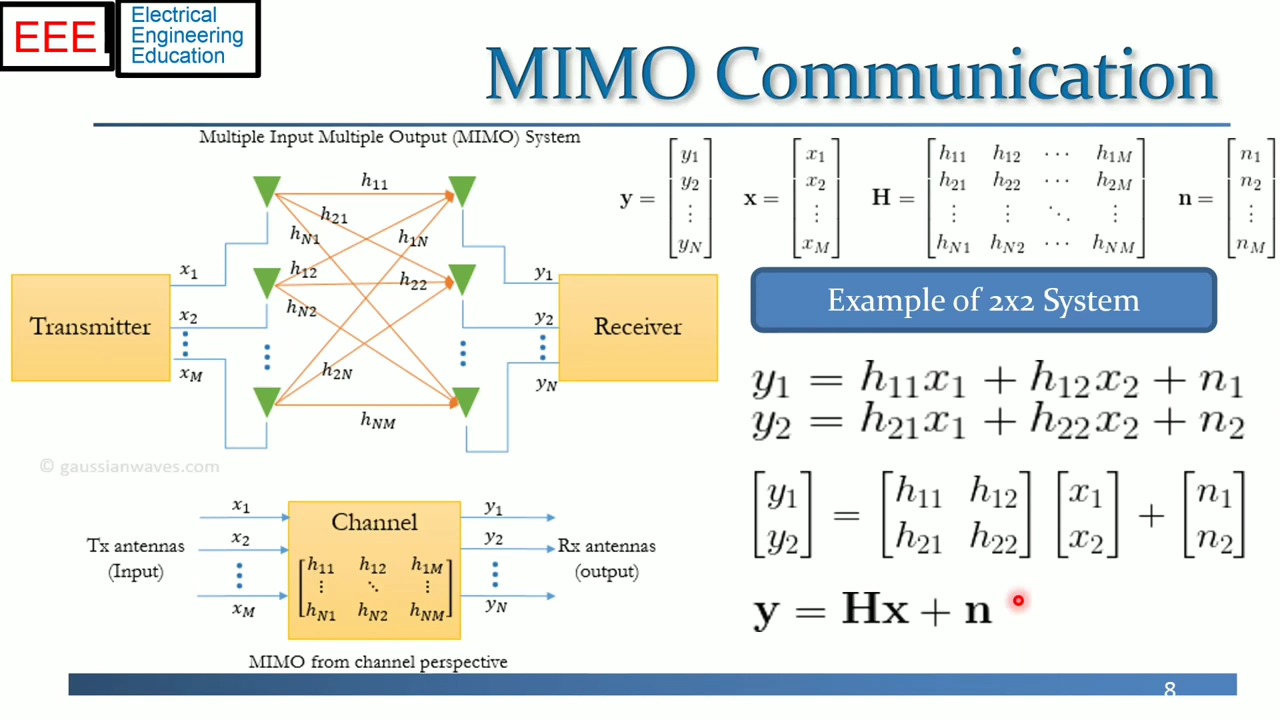 EEE
Electrical
Engineering
Education
MIMO Communication
Multiple Input Multiple Output (MIMO) System
h11
h21
hN1
h1N
h12
h22
hN2
h2N
hNM
Transmitter
x1
x2
⋮
xM
y1
y2
⋮
yN
Receiver
© gaussianwaves.com
Tx antennas
(Input)
x1
x2
⋮
xM
Channel
h11 h12 h1M
⋮ ⋱ ⋮
hN1 hN2 hNM
y1
y2
⋮
yN
Rx antennas
(output)
MIMO from channel perspective
y = [y1 y2 ⋮ yN] x = [x1 x2 ⋮ xM] H = [h11 h12 ⋯ h1M
h21 h22 ⋯ h2M
⋮ ⋮ ⋱ ⋮
hN1 hN2 ⋯ hNM] n = [n1 n2 ⋮ nM]
Example of 2x2 System
y1 = h11x1 + h12x2 + n1
y2 = h21x1 + h22x2 + n2
[y1 y2] = [h11 h12
h21 h22] [x1 x2] + [n1 n2]
y = Hx + n
8